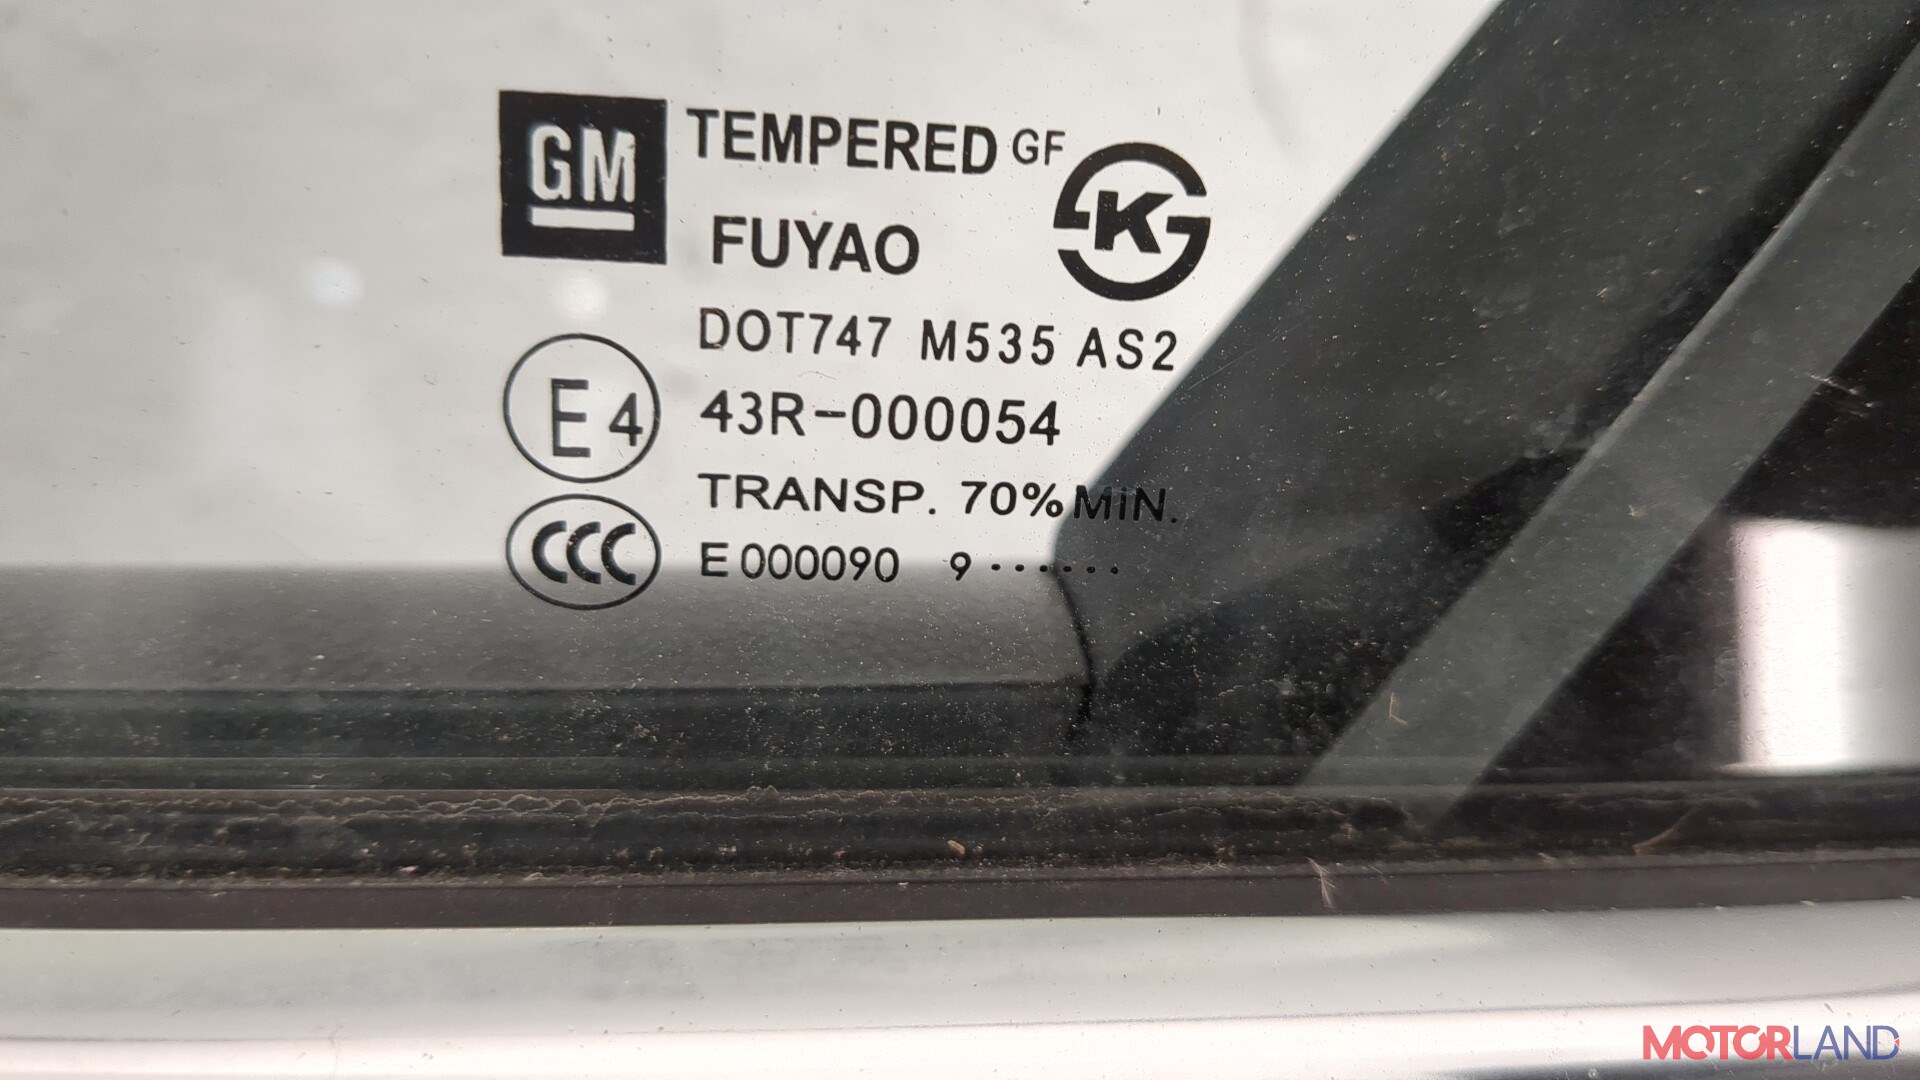 GM TEMPERED GF
FUYAO K
DOT747 M535 AS2
E4 43R-000054
TRANSP. 70% MiN.
CCC E000090 9······
MOTORLAND